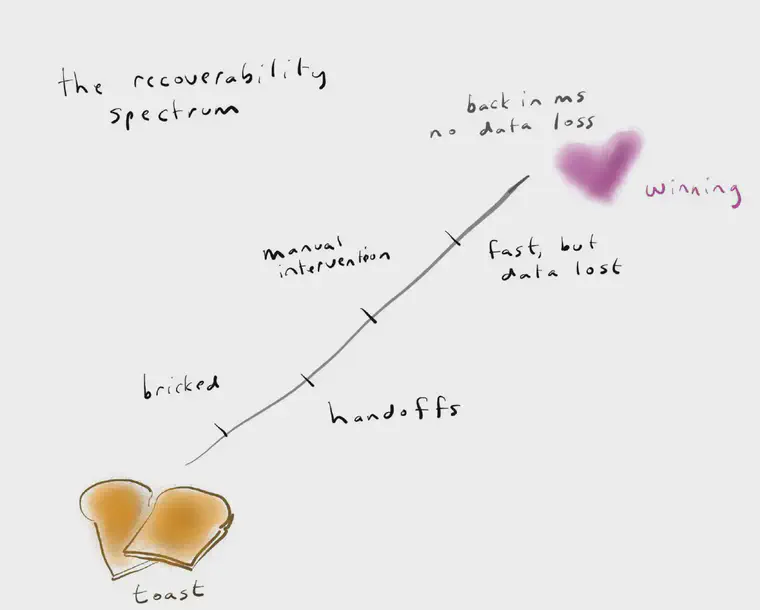 the recoverability
spectrum
back in ms
no data loss
winning
manual
intervention
fast, but
data lost
bricked
handoffs
toast